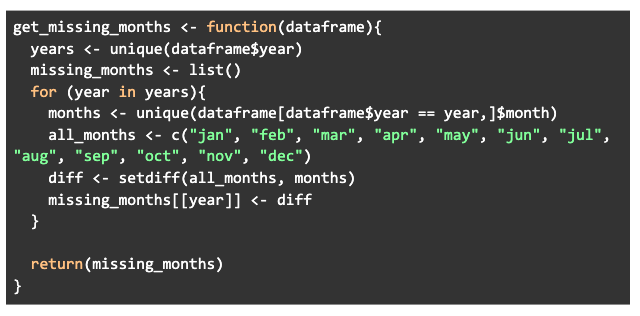 get_missing_months <- function(dataframe){
  years <- unique(dataframe$year)
  missing_months <- list()
  for (year in years){
    months <- unique(dataframe[dataframe$year == year,]$month)
    all_months <- c("jan", "feb", "mar", "apr", "may", "jun", "jul",
"aug", "sep", "oct", "nov", "dec")
    diff <- setdiff(all_months, months)
    missing_months[[year]] <- diff
  }

  return(missing_months)
}